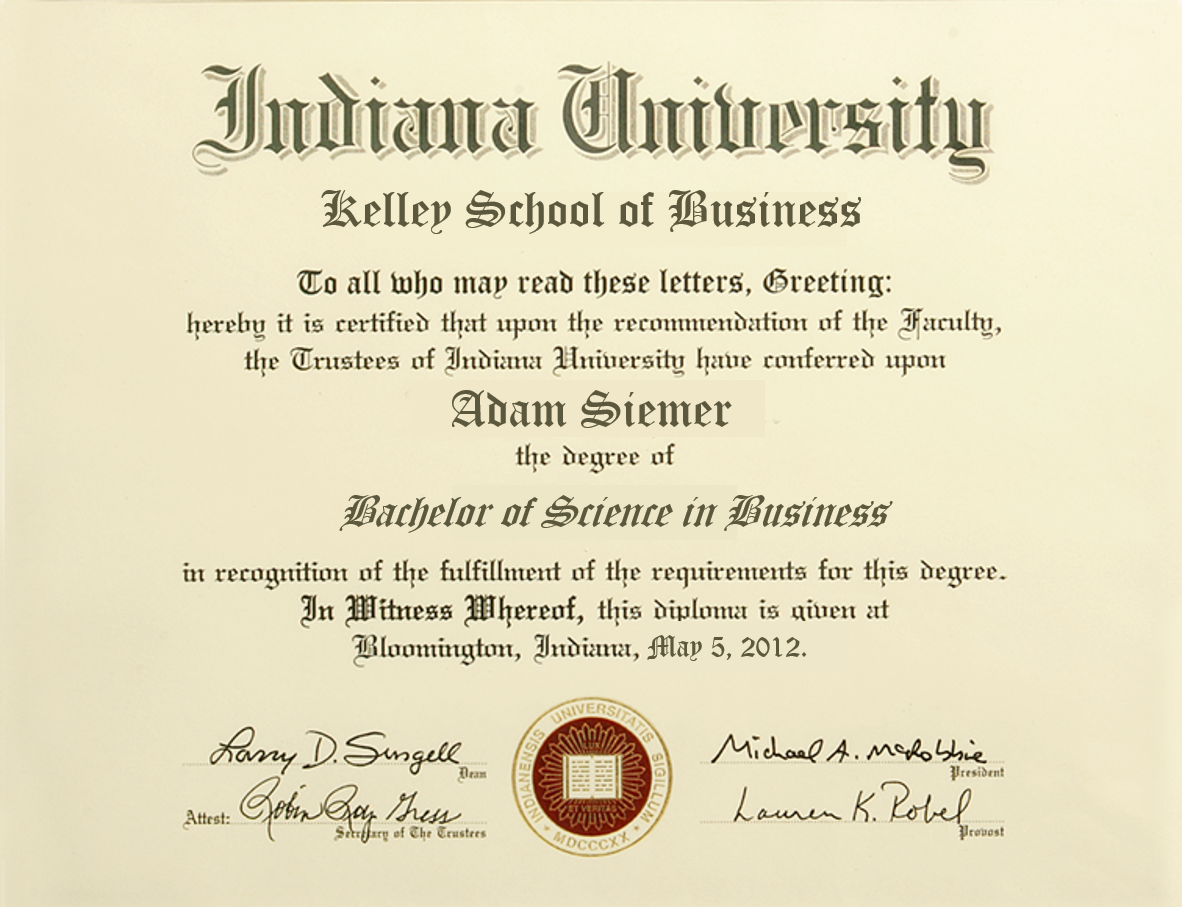 Indiana University
Kelley School of Business
To all who may read these letters, Greeting:
hereby it is certified that upon the recommendation of the Faculty,
the Trustees of Indiana University have conferred upon
Adam Siemer
the degree of
Bachelor of Science in Business
in recognition of the fulfillment of the requirements for this degree.
In Witness Whereof, this diploma is given at
Bloomington, Indiana, May 5, 2012.
Larry D. Singell
Dean
Michael A. McRobbie
President
Attest: Robin Roy Gress
Secretary of The Trustees
Lauren K. Robel
Provost
INDIANENSIS UNIVERSITATIS SIGILLUM
LUX
ET VERITAS
MDCCCXX